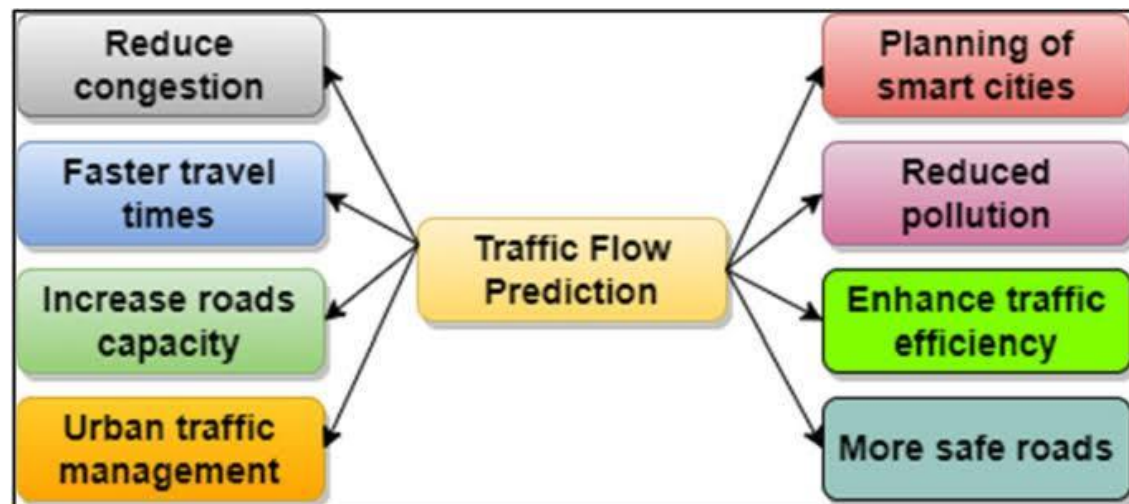 Reduce
congestion
Faster travel
times
Increase roads
capacity
Urban traffic
management
Traffic Flow
Prediction
Planning of
smart cities
Reduced
pollution
Enhance traffic
efficiency
More safe roads